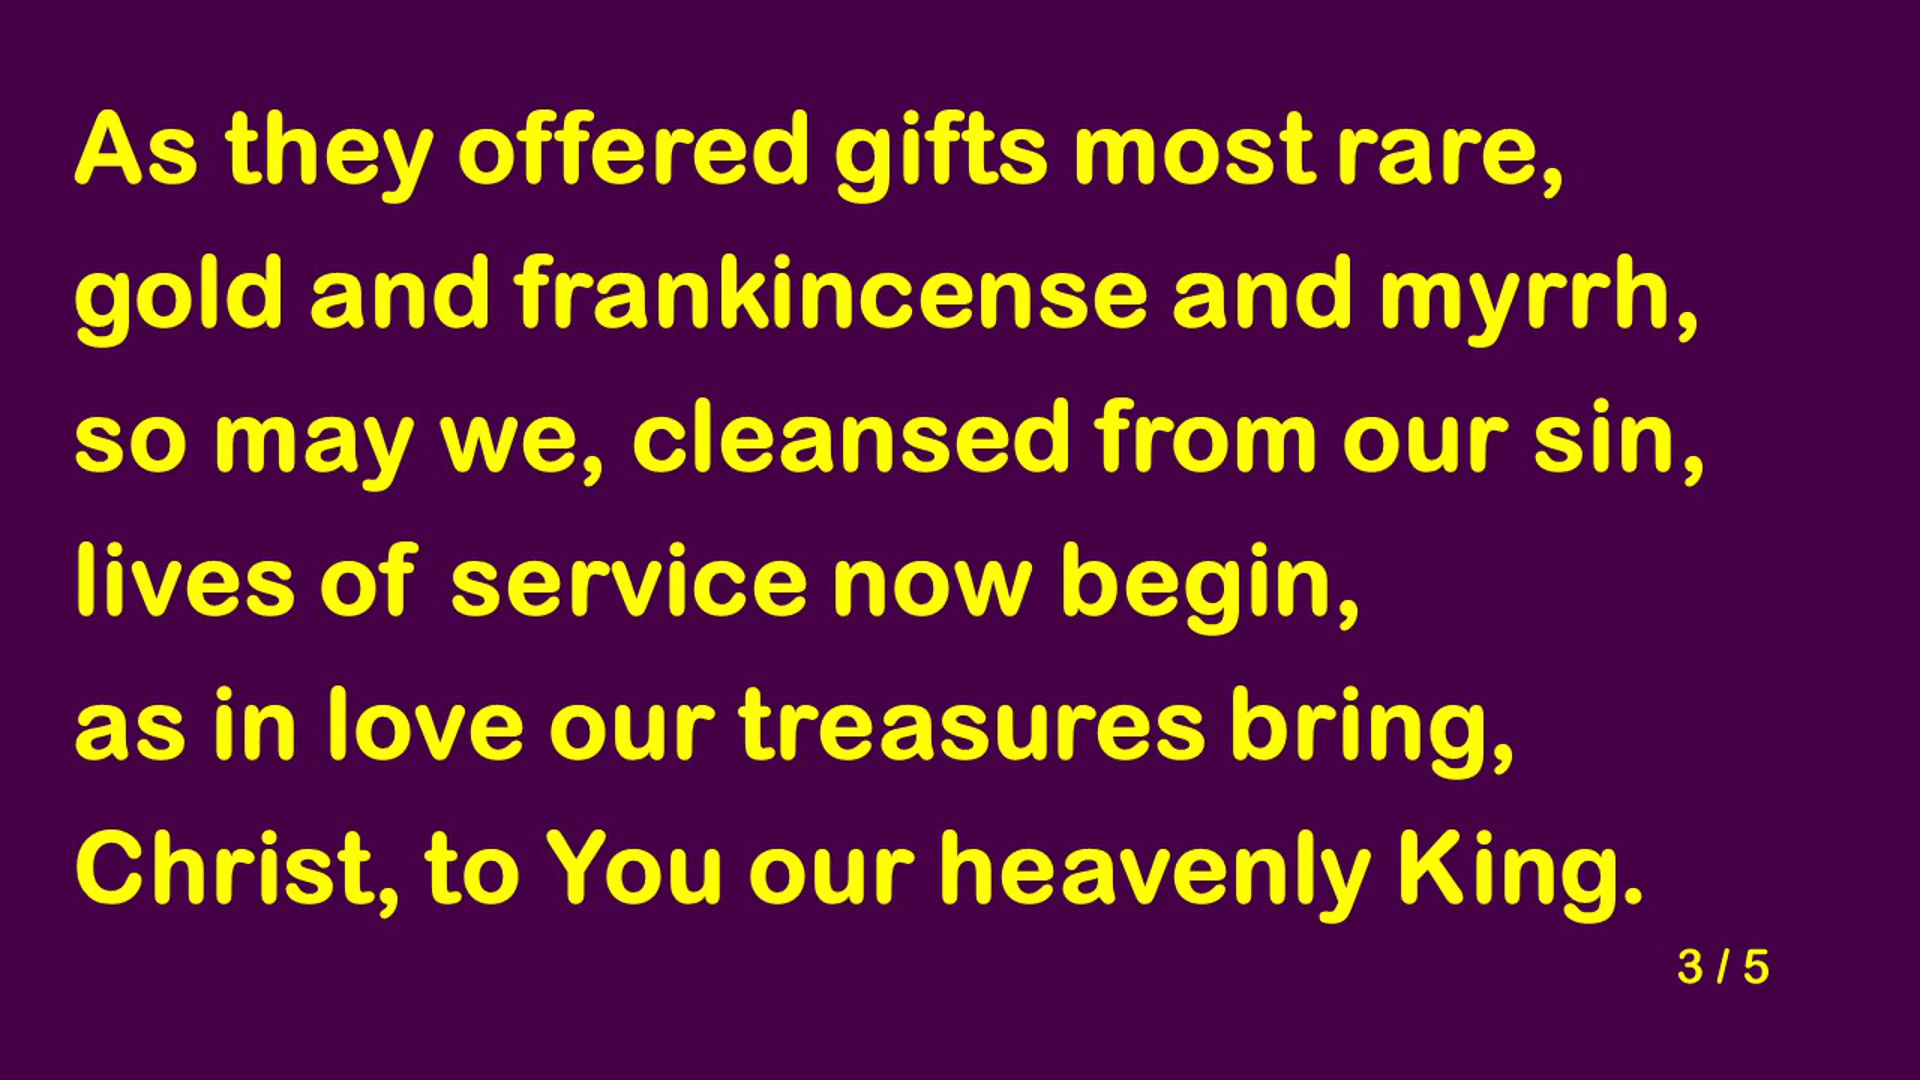 As they offered gifts most rare,
gold and frankincense and myrrh,
so may we, cleansed from our sin,
lives of service now begin,
as in love our treasures bring,
Christ, to You our heavenly King.
3 / 5